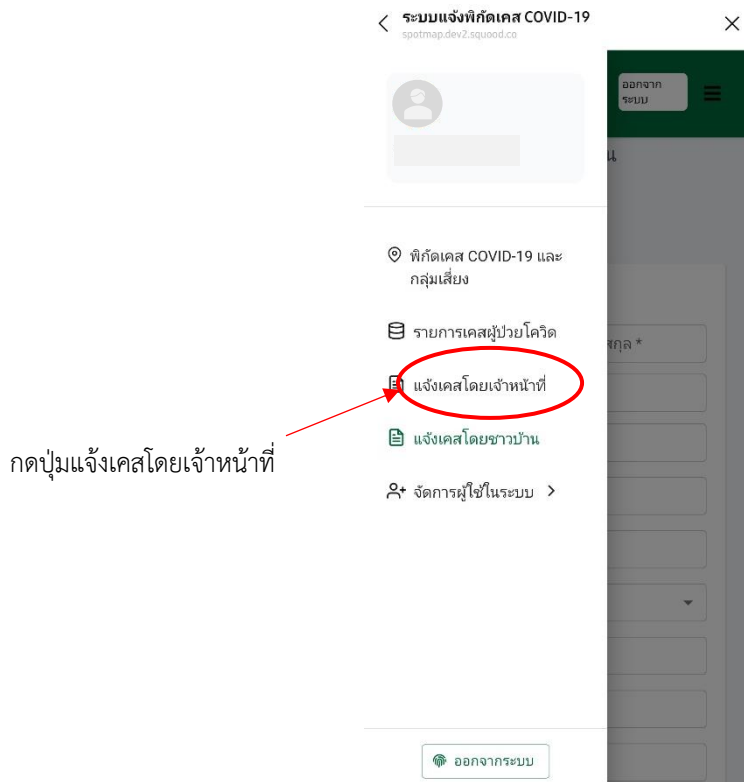 ระบบแจ้งพิกัดเคส COVID-19
spotmap.dev2.squood.co
ออกจาก
ระบบ
น
พิกัดเคส COVID-19 และ
กลุ่มเสี่ยง
รายการเคสผู้ป่วยโควิด
สกุล *
แจ้งเคสโดยเจ้าหน้าที่
แจ้งเคสโดยชาวบ้าน
กดปุ่มแจ้งเคสโดยเจ้าหน้าที่
จัดการผู้ใช้ในระบบ
ออกจากระบบ